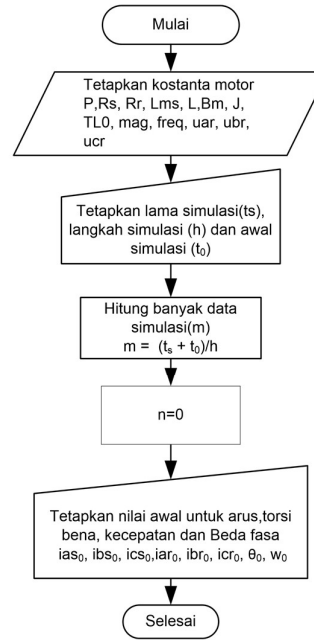 Mulai
Tetapkan kostanta motor
P,Rs, Rr, Lms, L,Bm, J,
TL0, mag, freq, uar, ubr,
ucr
Tetapkan lama simulasi(ts),
langkah simulasi (h) dan awal
simulasi (t₀)
Hitung banyak data
simulasi(m)
m = (tₛ + t₀)/h
n=0
Tetapkan nilai awal untuk arus,torsi
bena, kecepatan dan Beda fasa
ias₀, ibs₀, ics₀,iar₀, ibr₀, icr₀, θ₀, w₀
Selesai